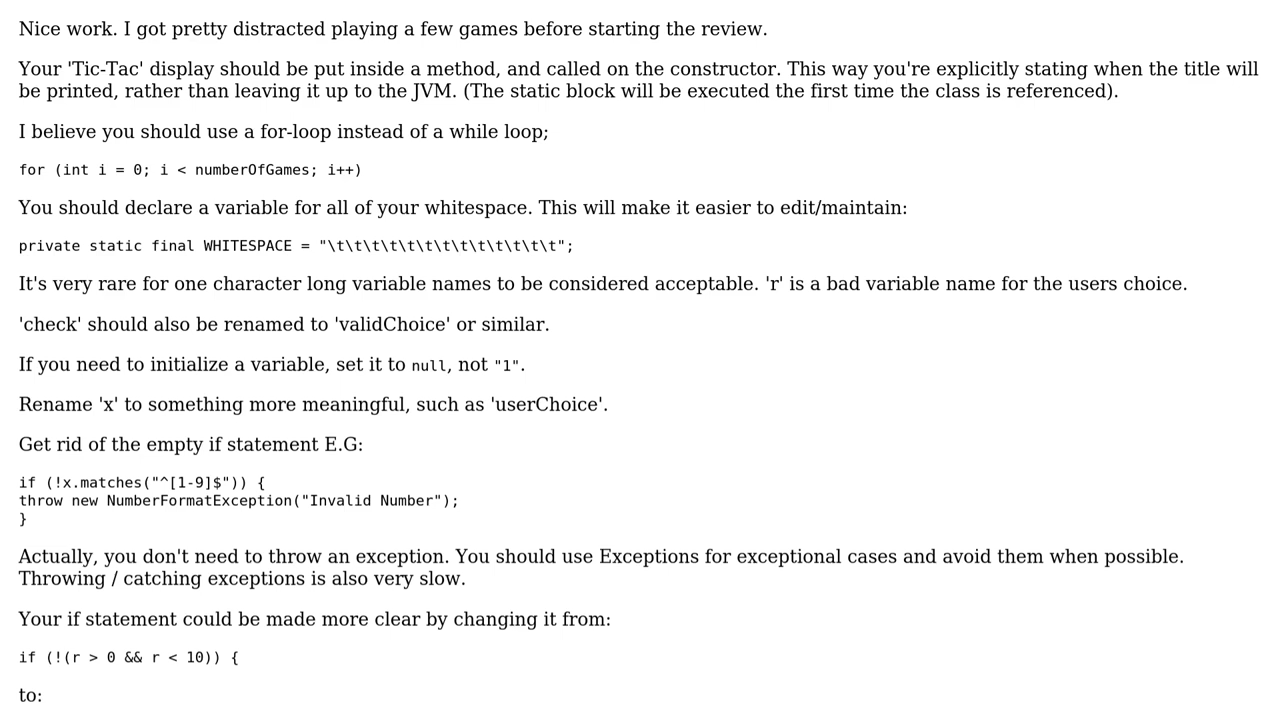 Nice work. I got pretty distracted playing a few games before starting the review.
Your 'Tic-Tac' display should be put inside a method, and called on the constructor. This way you're explicitly stating when the title will
be printed, rather than leaving it up to the JVM. (The static block will be executed the first time the class is referenced).
I believe you should use a for-loop instead of a while loop;
for (int i = 0; i < numberOfGames; i++)
You should declare a variable for all of your whitespace. This will make it easier to edit/maintain:
private static final WHITESPACE = "\t\t\t\t\t\t\t\t\t\t\t\t\t";
It's very rare for one character long variable names to be considered acceptable. 'r' is a bad variable name for the users choice.
'check' should also be renamed to 'validChoice' or similar.
If you need to initialize a variable, set it to null, not "1".
Rename 'x' to something more meaningful, such as 'userChoice'.
Get rid of the empty if statement E.G:
if (!x.matches("^[1-9]$")) {
throw new NumberFormatException("Invalid Number");
}
Actually, you don't need to throw an exception. You should use Exceptions for exceptional cases and avoid them when possible.
Throwing / catching exceptions is also very slow.
Your if statement could be made more clear by changing it from:
if (!(r > 0 && r < 10)) {
to: